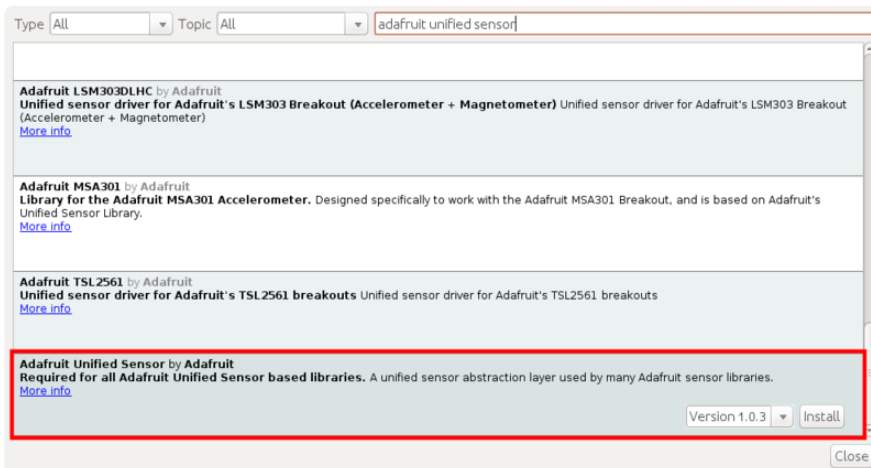 Type All Topic All adafruit unified sensor
Adafruit LSM303DLHC by Adafruit
Unified sensor driver for Adafruit's LSM303 Breakout (Accelerometer + Magnetometer) Unified sensor driver for Adafruit's LSM303 Breakout
(Accelerometer + Magnetometer)
More info
Adafruit MSA301 by Adafruit
Library for the Adafruit MSA301 Accelerometer. Designed specifically to work with the Adafruit MSA301 Breakout, and is based on Adafruit's
Unified Sensor Library.
More info
Adafruit TSL2561 by Adafruit
Unified sensor driver for Adafruit's TSL2561 breakouts Unified sensor driver for Adafruit's TSL2561 breakouts
More info
Adafruit Unified Sensor by Adafruit
Required for all Adafruit Unified Sensor based libraries. A unified sensor abstraction layer used by many Adafruit sensor libraries.
More info
Version 1.0.3 Install
Close